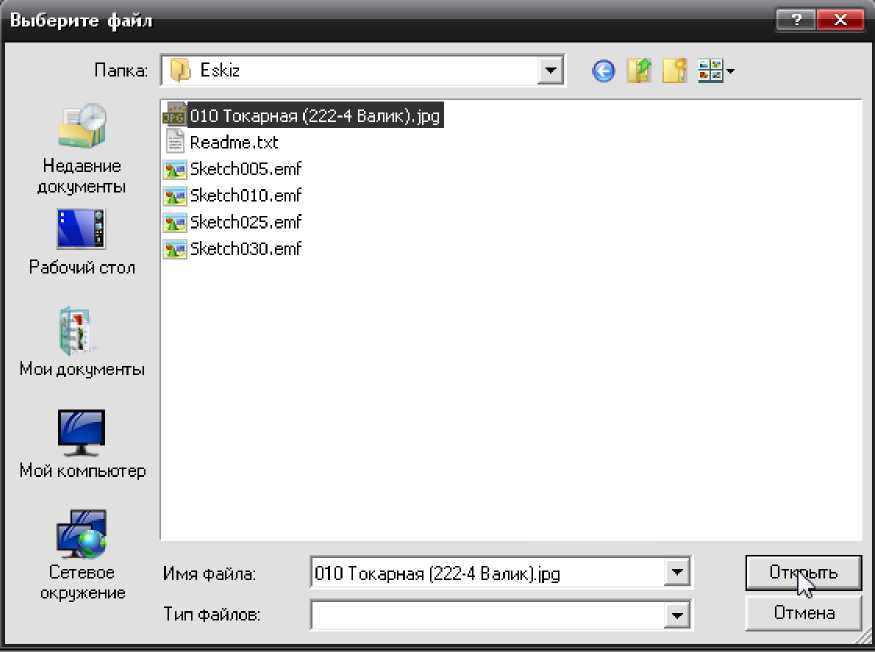 Выберите файл
Папка: Eskiz
010 Токарная (222-4 Валик).jpg
Readme.txt
Sketch005.emf
Sketch010.emf
Sketch025.emf
Sketch030.emf
Недавние
документы
Рабочий стол
Мои документы
Мой компьютер
Сетевое
окружение
Имя файла: 010 Токарная (222-4 Валик).jpg
Открыть
Тип файлов:
Отмена